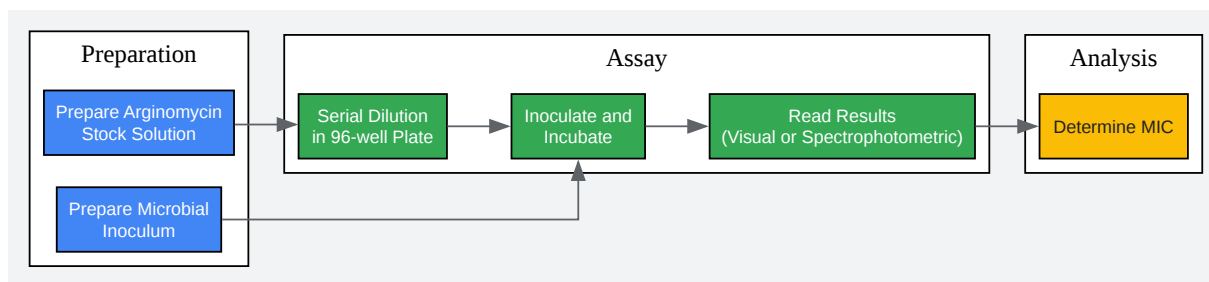 Preparation
Prepare Arginomycin
Stock Solution
Prepare Microbial
Inoculum
Assay
Serial Dilution
in 96-well Plate
Inoculate and
Incubate
Read Results
(Visual or Spectrophotometric)
Analysis
Determine MIC